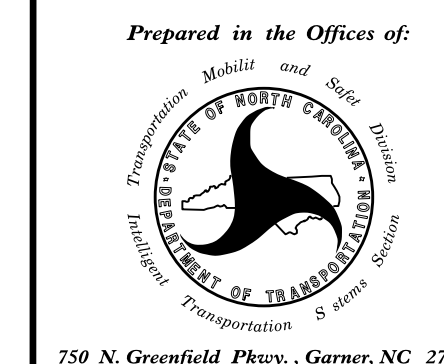 Prepared in the Offices of:
Transportation Mobilit and Safet Division
STATE OF NORTH CAROLINA
DEPARTMENT OF TRANSPORTATION
Intelligent Transportation S stems Section
750 N. Greenfield Pkwy. , Garner, NC 27